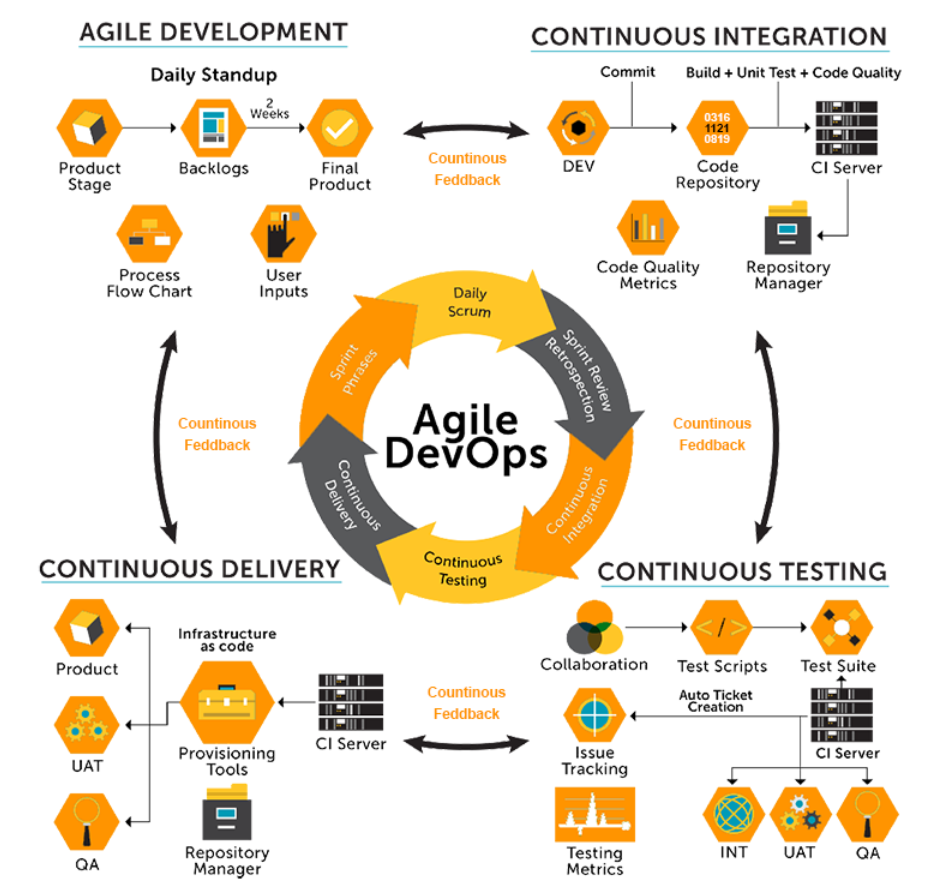 AGILE DEVELOPMENT
Daily Standup
2
Weeks
Product
Stage
Backlogs
Final
Product
Process
Flow Chart
User
Inputs
Countinous
Feddback
CONTINUOUS INTEGRATION
Commit
Build + Unit Test + Code Quality
0316
1121
0819
DEV
Code
Repository
CI Server
Code Quality
Metrics
Repository
Manager
Countinous
Feddback
Agile
DevOps
Daily
Scrum
Sprint Review
Retrospection
Continuous
Integration
Continuous
Testing
Continuous
Delivery
Sprint
Phrases
Countinous
Feddback
CONTINUOUS DELIVERY
Product
Infrastructure
as code
UAT
Provisioning
Tools
CI Server
QA
Repository
Manager
Countinous
Feddback
CONTINUOUS TESTING
Collaboration
< / >
Test Scripts
Test Suite
Auto Ticket
Creation
Issue
Tracking
CI Server
Testing
Metrics
INT
UAT
QA